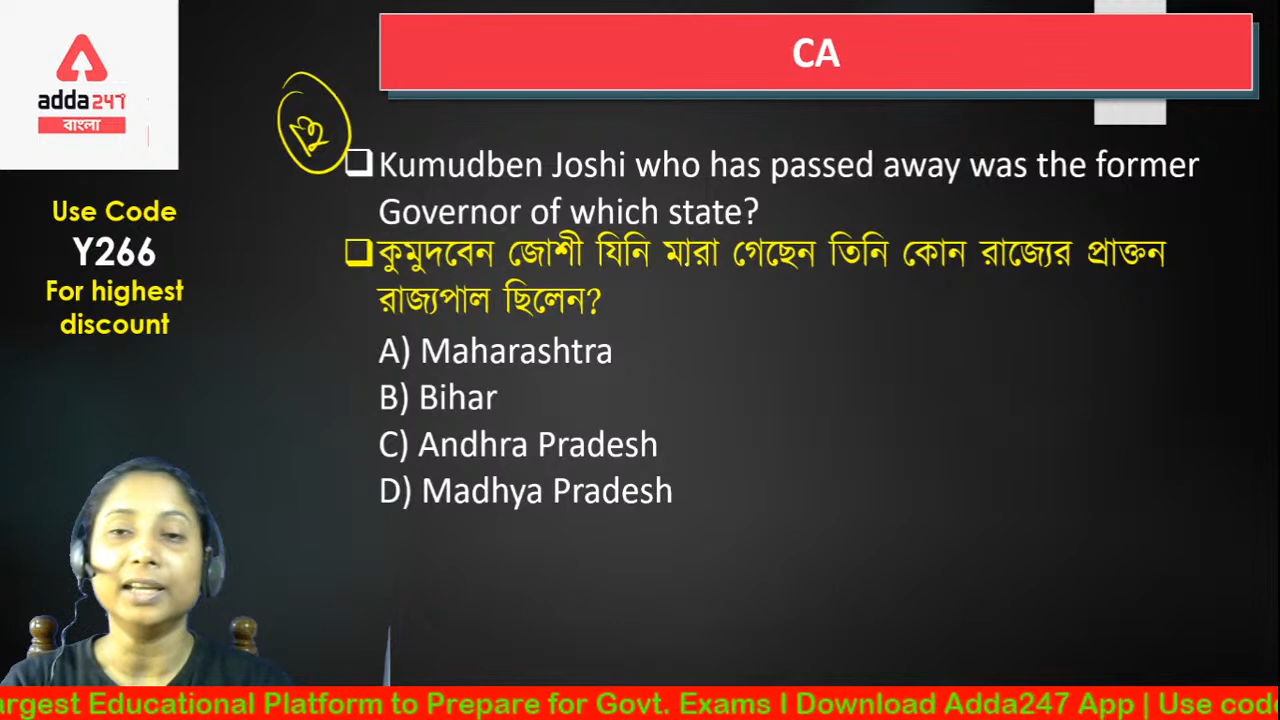 CA
adda247
বাংলা
Use Code
Y266
For highest
discount
Kumudben Joshi who has passed away was the former
Governor of which state?
কুমুদবেন জোশী যিনি মারা গেছেন তিনি কোন রাজ্যের প্রাক্তন
রাজ্যপাল ছিলেন?
A) Maharashtra
B) Bihar
C) Andhra Pradesh
D) Madhya Pradesh
argest Educational Platform to Prepare for Govt. Exams I Download Adda247 App | Use code